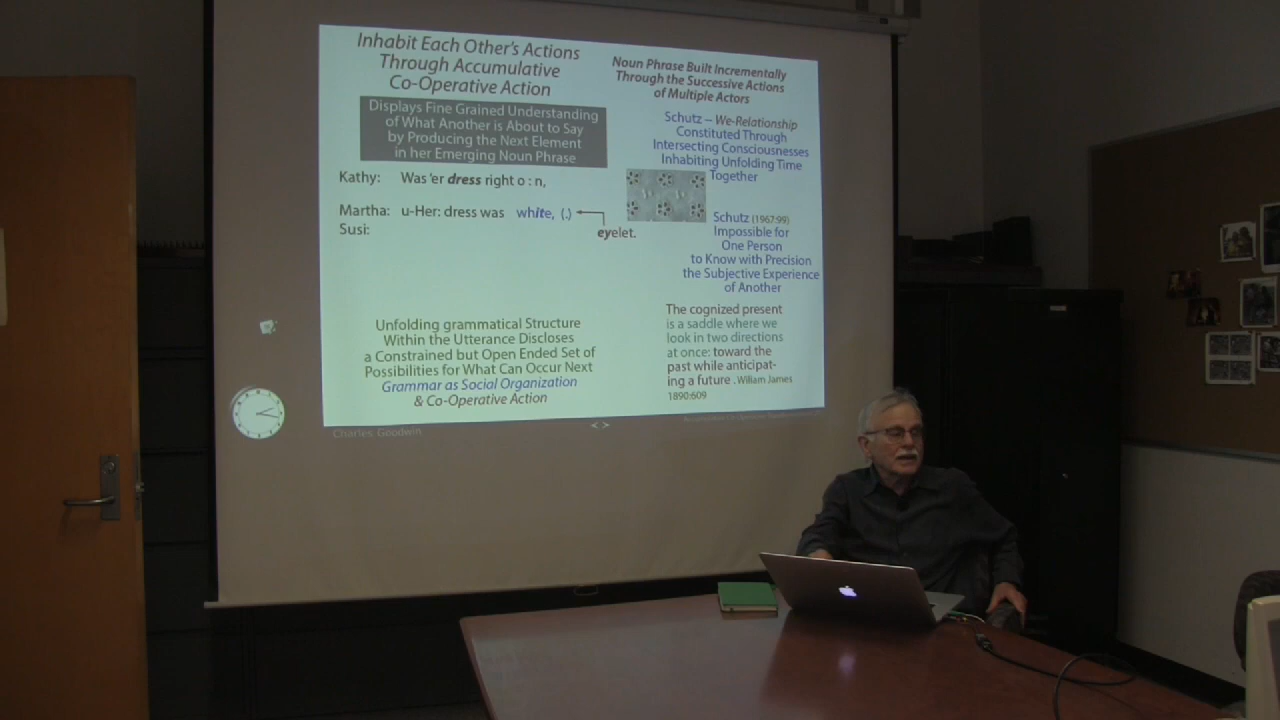 Inhabit Each Other's Actions
Through Accumulative
Co-Operative Action
Displays Fine Grained Understanding
of What Another is About to Say
by Producing the Next Element
in her Emerging Noun Phrase
Kathy: Was 'er dress right o : n,
Martha: u-Her: dress was white, (.)
Susi: eyelet.
Unfolding grammatical Structure
Within the Utterance Discloses
a Constrained but Open Ended Set of
Possibilities for What Can Occur Next
Grammar as Social Organization
& Co-Operative Action
Noun Phrase Built Incrementally
Through the Successive Actions
of Multiple Actors
Schutz – We-Relationship
Constituted Through
Intersecting Consciousnesses
Inhabiting Unfolding Time
Together
Schutz (1967:99)
Impossible for
One Person
to Know with Precision
the Subjective Experience
of Another
The cognized present
is a saddle where we
look in two directions
at once: toward the
past while anticipat-
ing a future . William James
1890:609
Charles Goodwin
< >